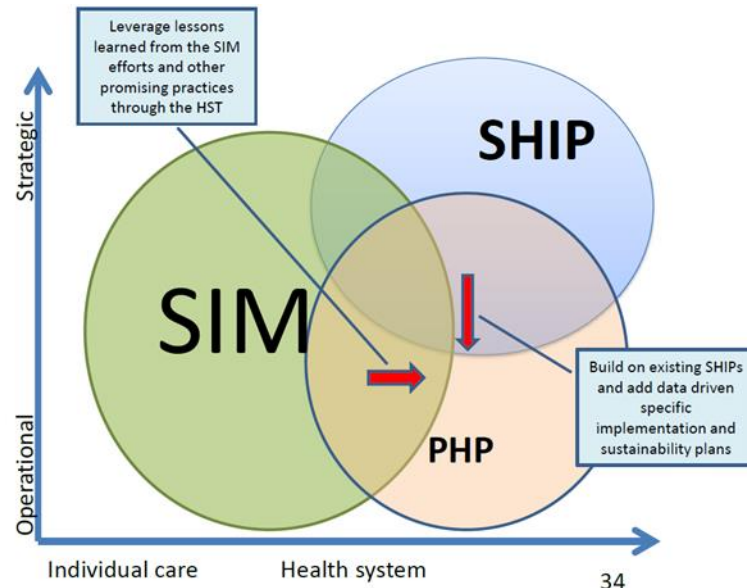 Leverage lessons
learned from the SIM
efforts and other
promising practices
through the HST
Strategic
SHIP
SIM
Build on existing SHIPs
and add data driven
specific
implementation and
sustainability plans
PHP
Operational
Individual care
Health system
34